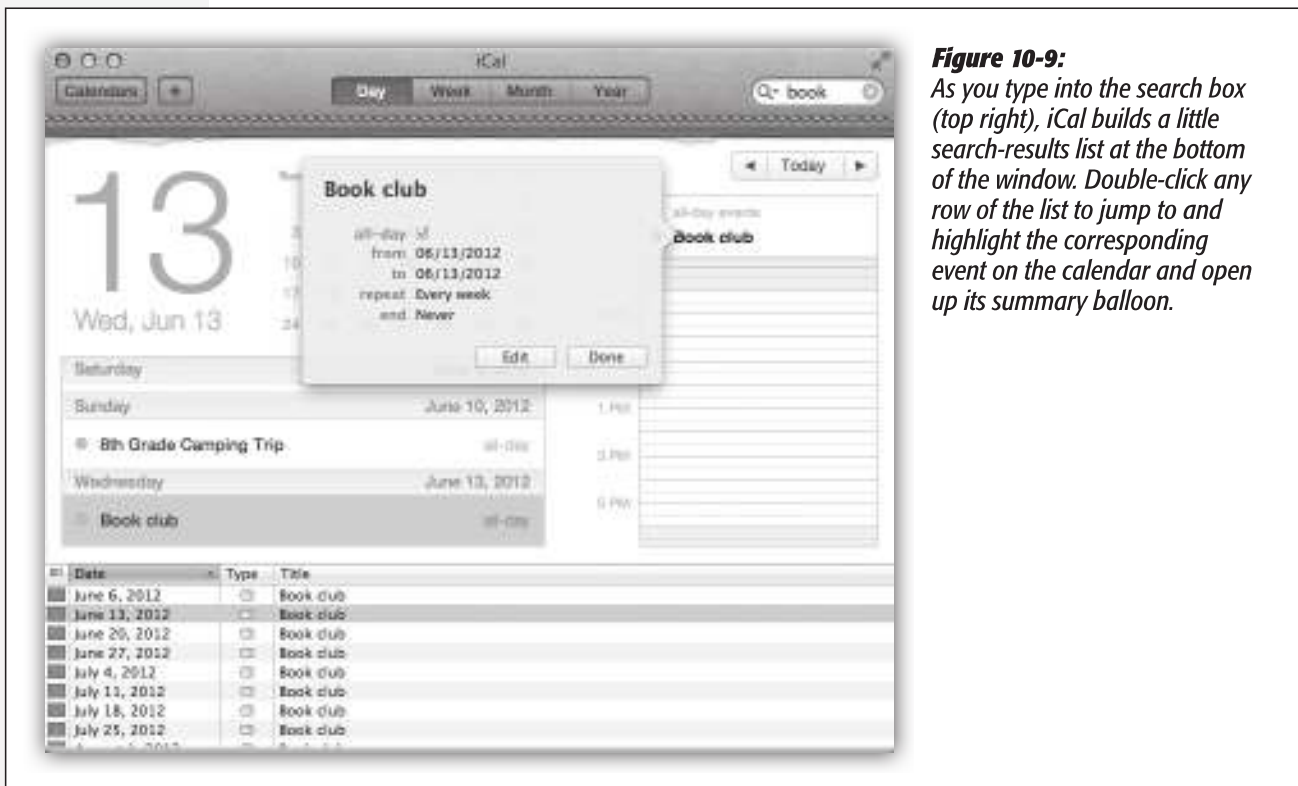 iCal
Calendars + Day Week Month Year book
13
Wed, Jun 13
Book club
all-day
from 06/13/2012
to 06/13/2012
repeat Every week
end Never
Edit Done
Today
all-day events
Book club
Saturday
Sunday June 10, 2012
8th Grade Camping Trip all-day
Wednesday June 13, 2012
Book club all-day
1 PM
3 PM
5 PM
Date Type Title
June 6, 2012 Book club
June 13, 2012 Book club
June 20, 2012 Book club
June 27, 2012 Book club
July 4, 2012 Book club
July 11, 2012 Book club
July 18, 2012 Book club
July 25, 2012 Book club
Figure 10-9:
As you type into the search box
(top right), iCal builds a little
search-results list at the bottom
of the window. Double-click any
row of the list to jump to and
highlight the corresponding
event on the calendar and open
up its summary balloon.